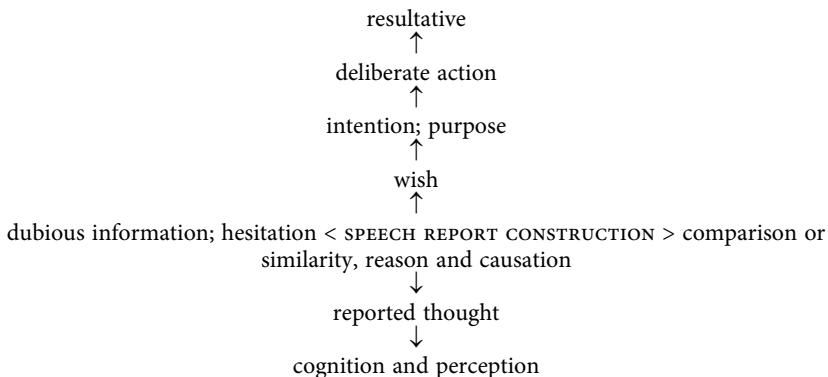 resultative
↑
deliberate action
↑
intention; purpose
↑
wish
↑
dubious information; hesitation < SPEECH REPORT CONSTRUCTION > comparison or
similarity, reason and causation
↓
reported thought
↓
cognition and perception